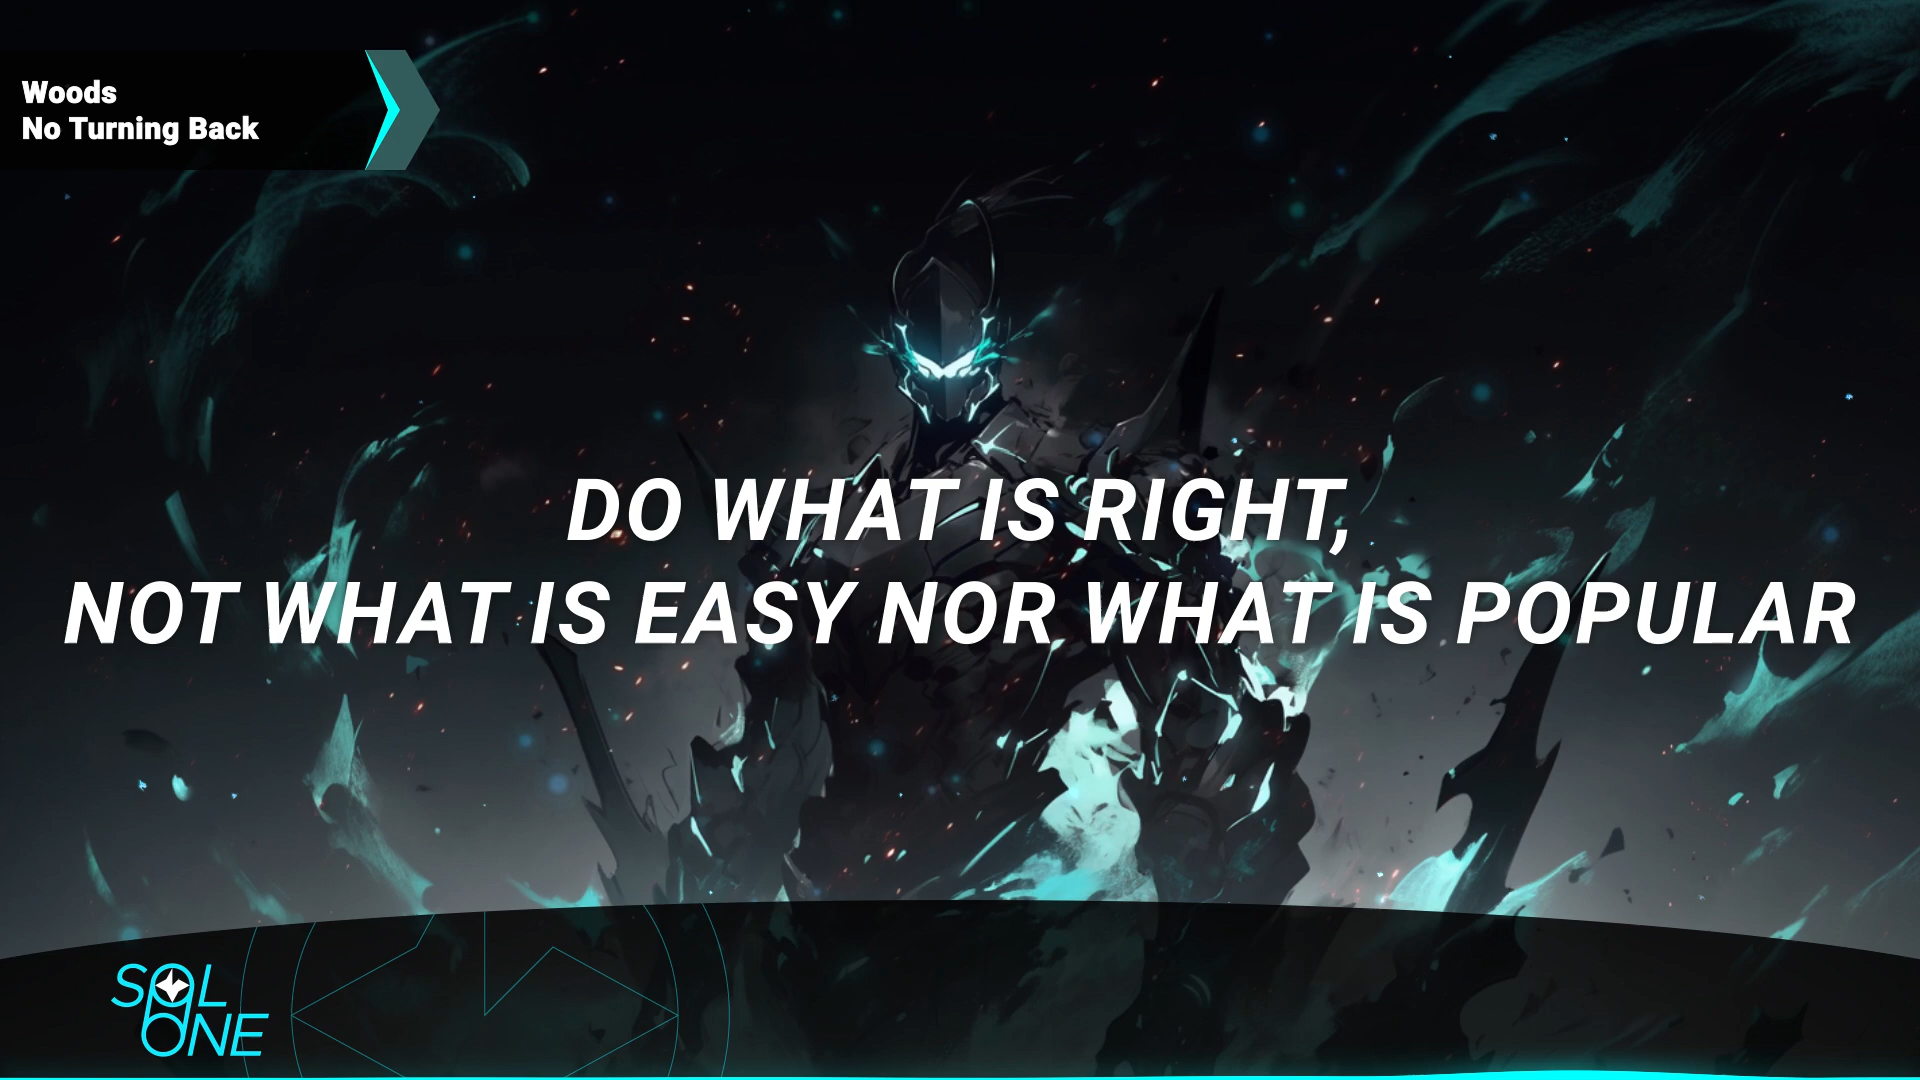 Woods
No Turning Back
DO WHAT IS RIGHT,
NOT WHAT IS EASY NOR WHAT IS POPULAR
SOL
ONE